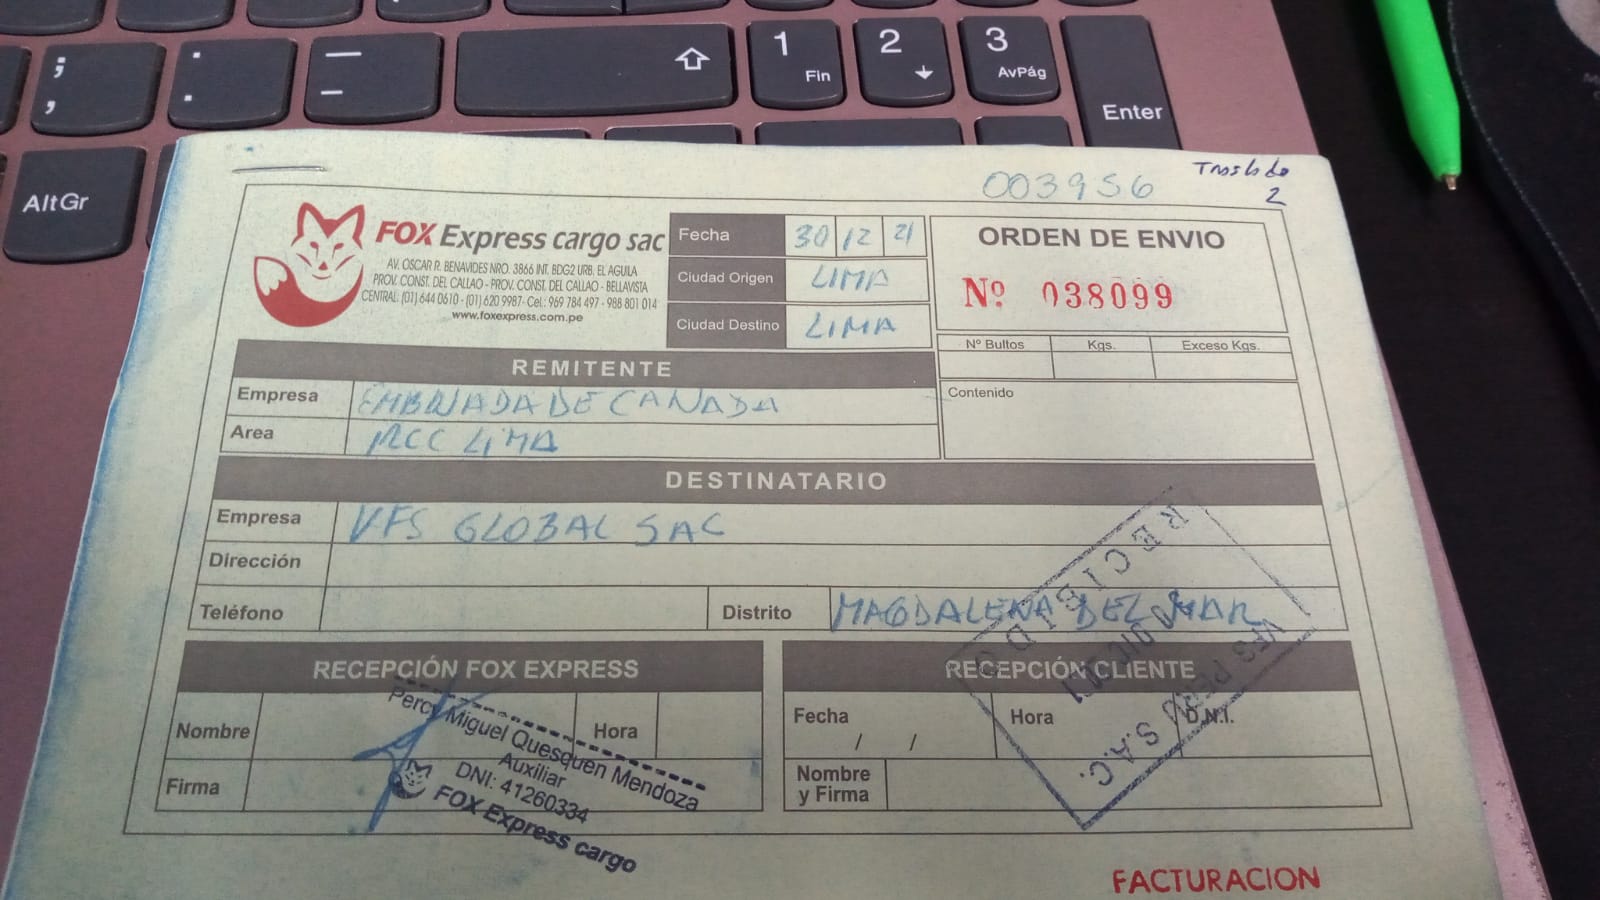 ; ,
. .
— –
1 Fin
2
3 AvPág
Enter
AltGr
003956
Traslado
2
FOX Express cargo sac
AV. OSCAR R. BENAVIDES NRO. 3866 INT. BDG2 URB. EL AGUILA
PROV. CONST. DEL CALLAO - PROV. CONST. DEL CALLAO - BELLAVISTA
CENTRAL: (01) 644 0610 - (01) 620 9987- Cel.: 969 784 497 - 988 801 014
www.foxexpress.com.pe
Fecha 30 12 21
Ciudad Origen LIMA
Ciudad Destino LIMA
ORDEN DE ENVIO
Nº 038099
Nº Bultos Kgs. Exceso Kgs.
Contenido
REMITENTE
Empresa EMBAJADA DE CANADA
Area RCC LIMA
DESTINATARIO
Empresa VFS GLOBAL SAC
Dirección
Teléfono Distrito MAGDALENA DEL MAR
RECEPCIÓN FOX EXPRESS
Nombre Hora
Firma
Percy Miguel Quesquen Mendoza
Auxiliar
DNI: 41260334
FOX Express cargo
RECEPCIÓN CLIENTE
Fecha / / Hora D.N.I.
Nombre
y Firma
VFS PERU S.A.C.
RECIBIDO
FACTURACION